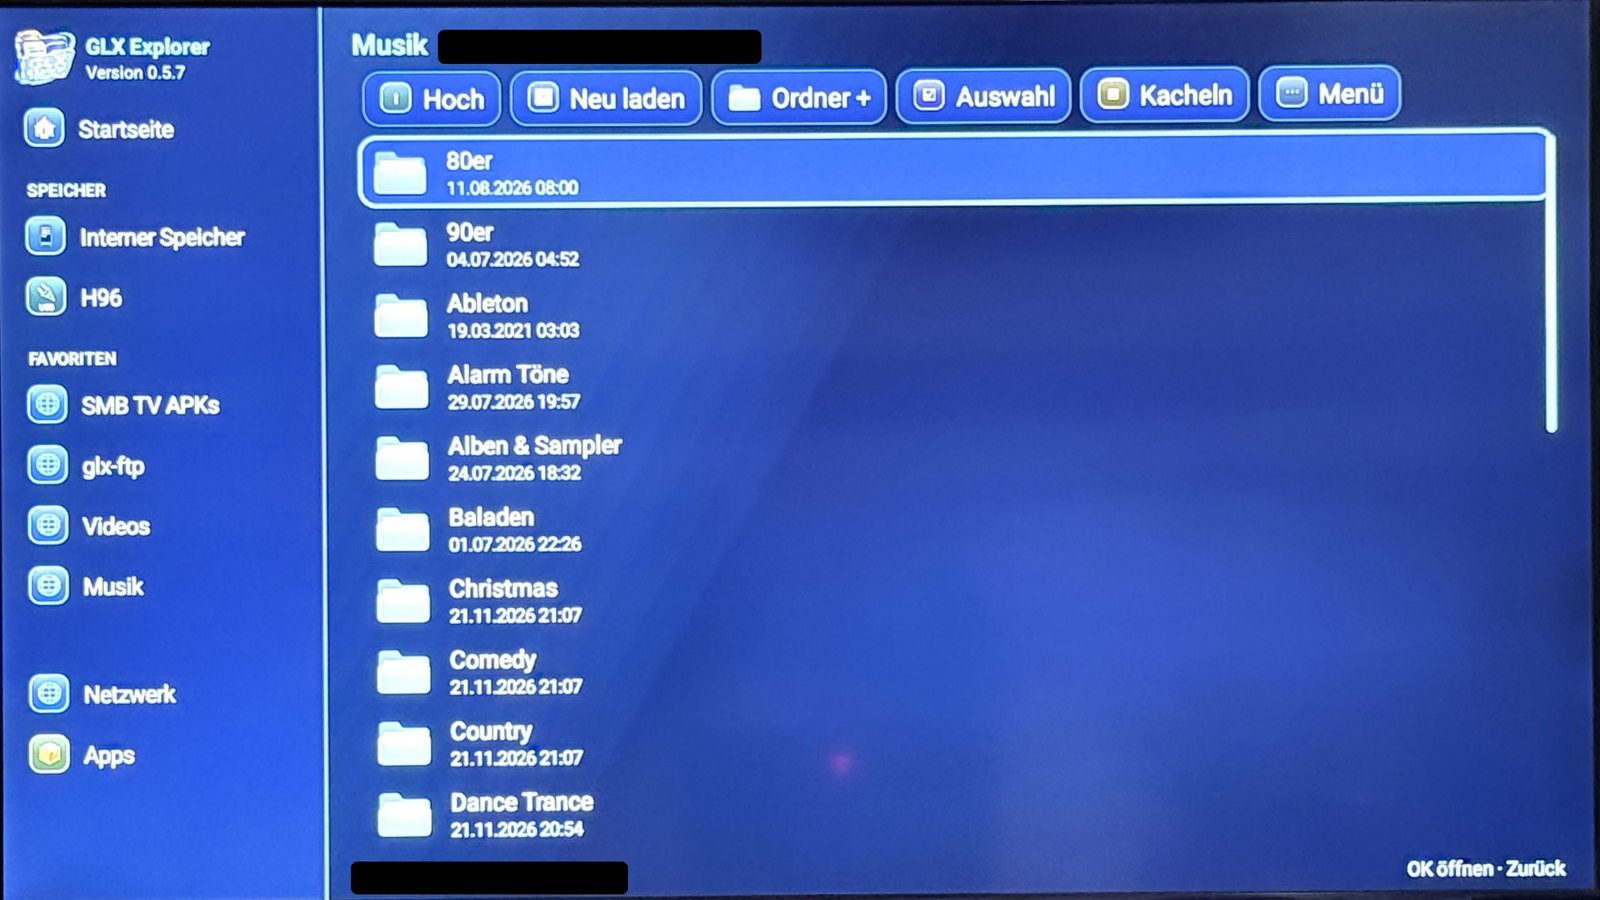 GLX Explorer
Version 0.5.7
Startseite
SPEICHER
Interner Speicher
H96
FAVORITEN
SMB TV APKs
glx-ftp
Videos
Musik
Netzwerk
Apps
Musik
Hoch
Neu laden
Ordner +
Auswahl
Kacheln
Menü
80er
11.08.2026 08:00
90er
04.07.2026 04:52
Ableton
19.03.2021 03:03
Alarm Töne
29.07.2026 19:57
Alben & Sampler
24.07.2026 18:32
Baladen
01.07.2026 22:26
Christmas
21.11.2026 21:07
Comedy
21.11.2026 21:07
Country
21.11.2026 21:07
Dance Trance
21.11.2026 20:54
OK öffnen · Zurück